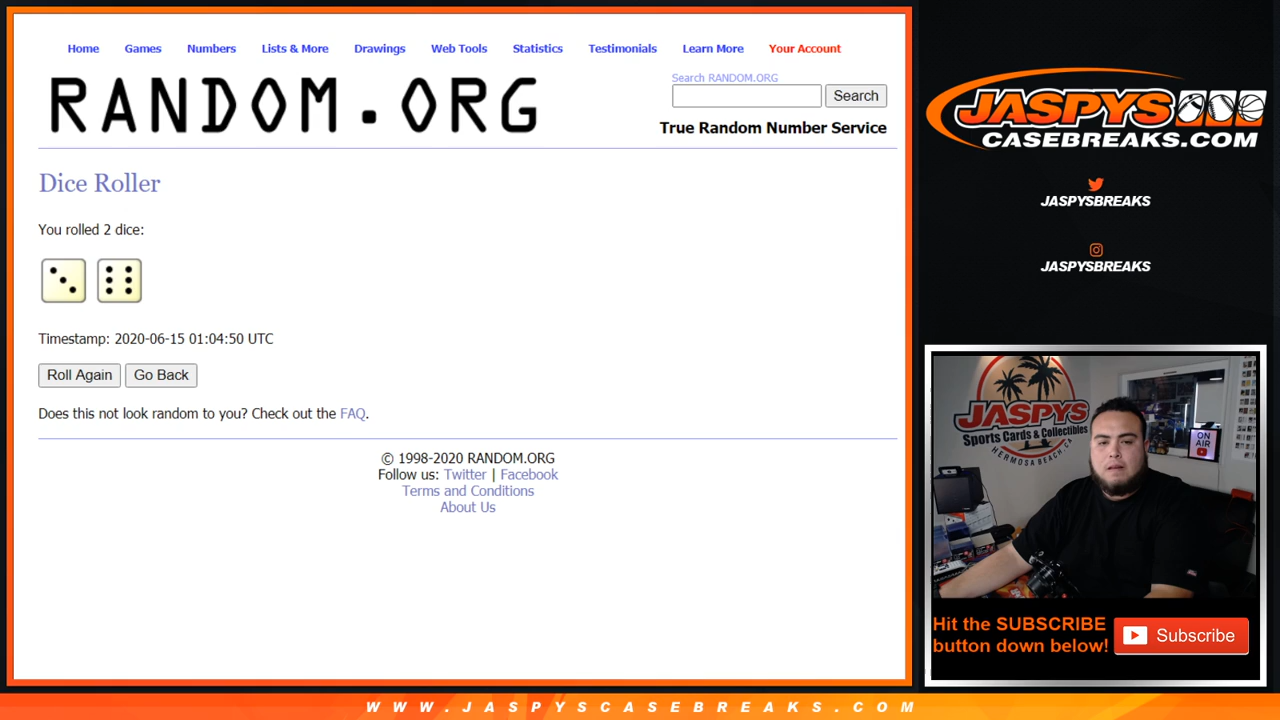 Home Games Numbers Lists & More Drawings Web Tools Statistics Testimonials Learn More Your Account
RANDOM.ORG
Search RANDOM.ORG
Search
True Random Number Service
Dice Roller
You rolled 2 dice:
Timestamp: 2020-06-15 01:04:50 UTC
Roll Again Go Back
Does this not look random to you? Check out the FAQ.
© 1998-2020 RANDOM.ORG
Follow us: Twitter | Facebook
Terms and Conditions
About Us
JASPYS
CASEBREAKS.COM
JASPYSBREAKS
JASPYSBREAKS
JASPYS
Sports Cards & Collectibles
HERMOSA BEACH, CA
ON
AIR
Hit the SUBSCRIBE
button down below!
Subscribe
WWW.JASPYSCASEBREAKS.COM